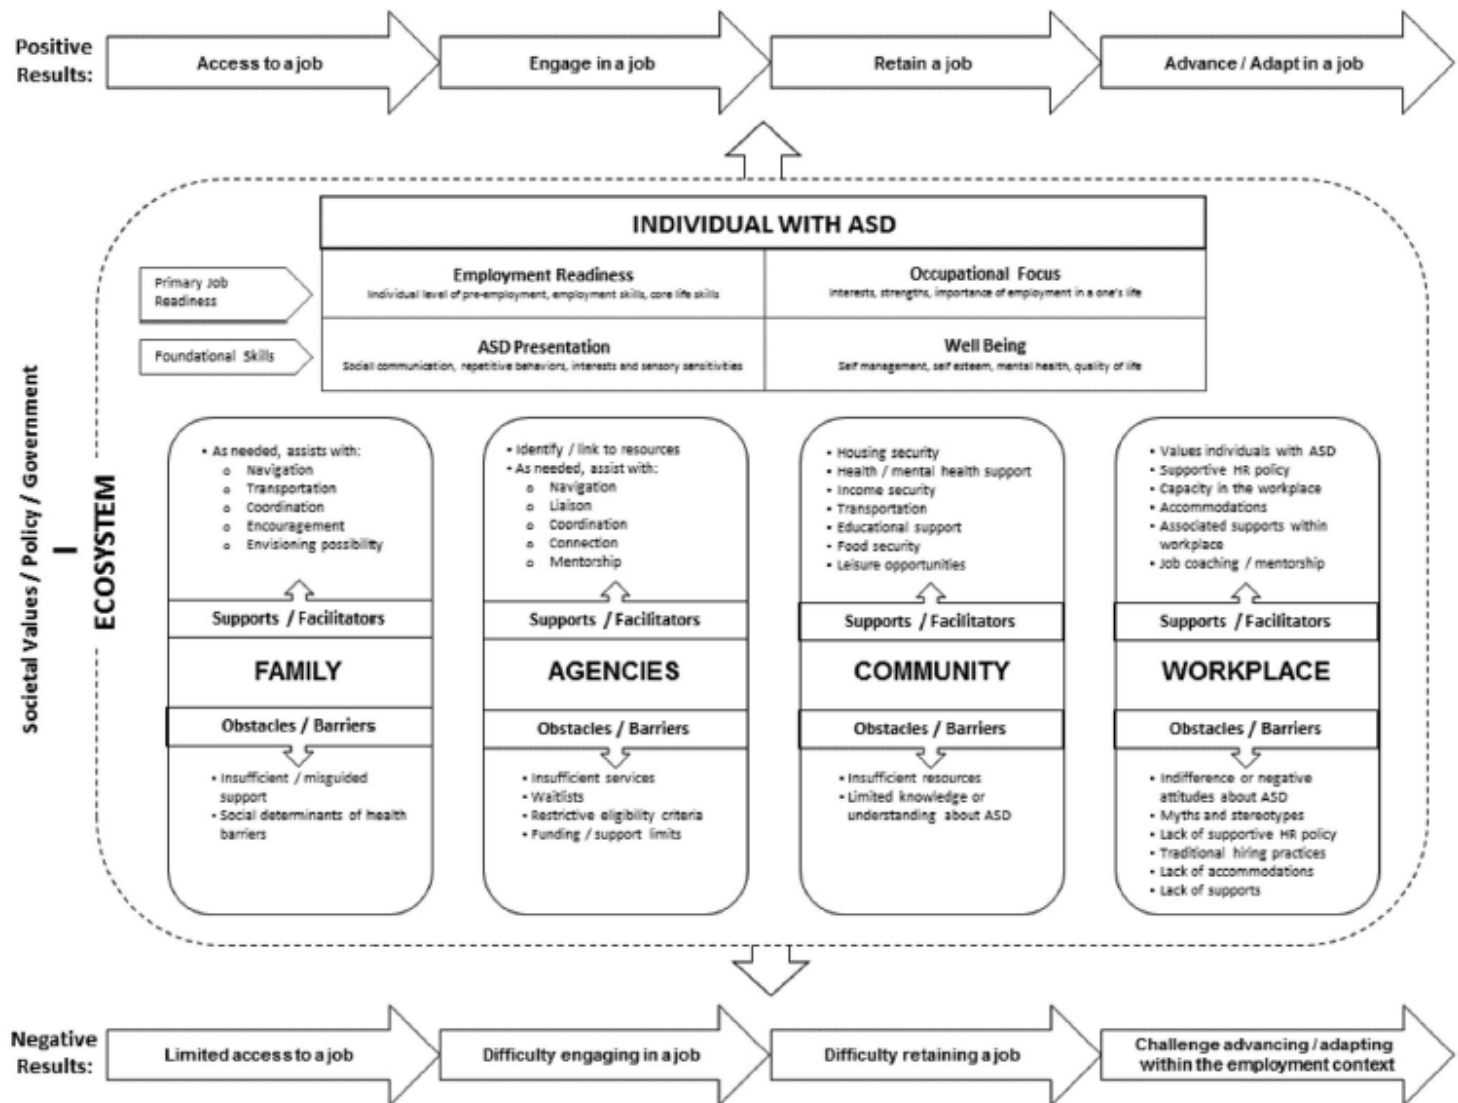 Positive
Results:
Access to a job
Engage in a job
Retain a job
Advance / Adapt in a job
Societal Values / Policy / Government
ECOSYSTEM
INDIVIDUAL WITH ASD
Primary Job
Readiness
Employment Readiness
Individual level of pre-employment, employment skills, core life skills
Occupational Focus
Interests, strengths, importance of employment in a one's life
Foundational Skills
ASD Presentation
Social communication, repetitive behaviors, interests and sensory sensitivities
Well Being
Self management, self esteem, mental health, quality of life
• As needed, assists with:
o Navigation
o Transportation
o Coordination
o Encouragement
o Envisioning possibility
Supports / Facilitators
FAMILY
Obstacles / Barriers
• Insufficient / misguided
support
• Social determinants of health
barriers
• Identify / link to resources
• As needed, assist with:
o Navigation
o Liaison
o Coordination
o Connection
o Mentorship
Supports / Facilitators
AGENCIES
Obstacles / Barriers
• Insufficient services
• Waitlists
• Restrictive eligibility criteria
• Funding / support limits
• Housing security
• Health / mental health support
• Income security
• Transportation
• Educational support
• Food security
• Leisure opportunities
Supports / Facilitators
COMMUNITY
Obstacles / Barriers
• Insufficient resources
• Limited knowledge or
understanding about ASD
• Values individuals with ASD
• Supportive HR policy
• Capacity in the workplace
• Accommodations
• Associated supports within
workplace
• Job coaching / mentorship
Supports / Facilitators
WORKPLACE
Obstacles / Barriers
• Indifference or negative
attitudes about ASD
• Myths and stereotypes
• Lack of supportive HR policy
• Traditional hiring practices
• Lack of accommodations
• Lack of supports
Negative
Results:
Limited access to a job
Difficulty engaging in a job
Difficulty retaining a job
Challenge advancing / adapting
within the employment context